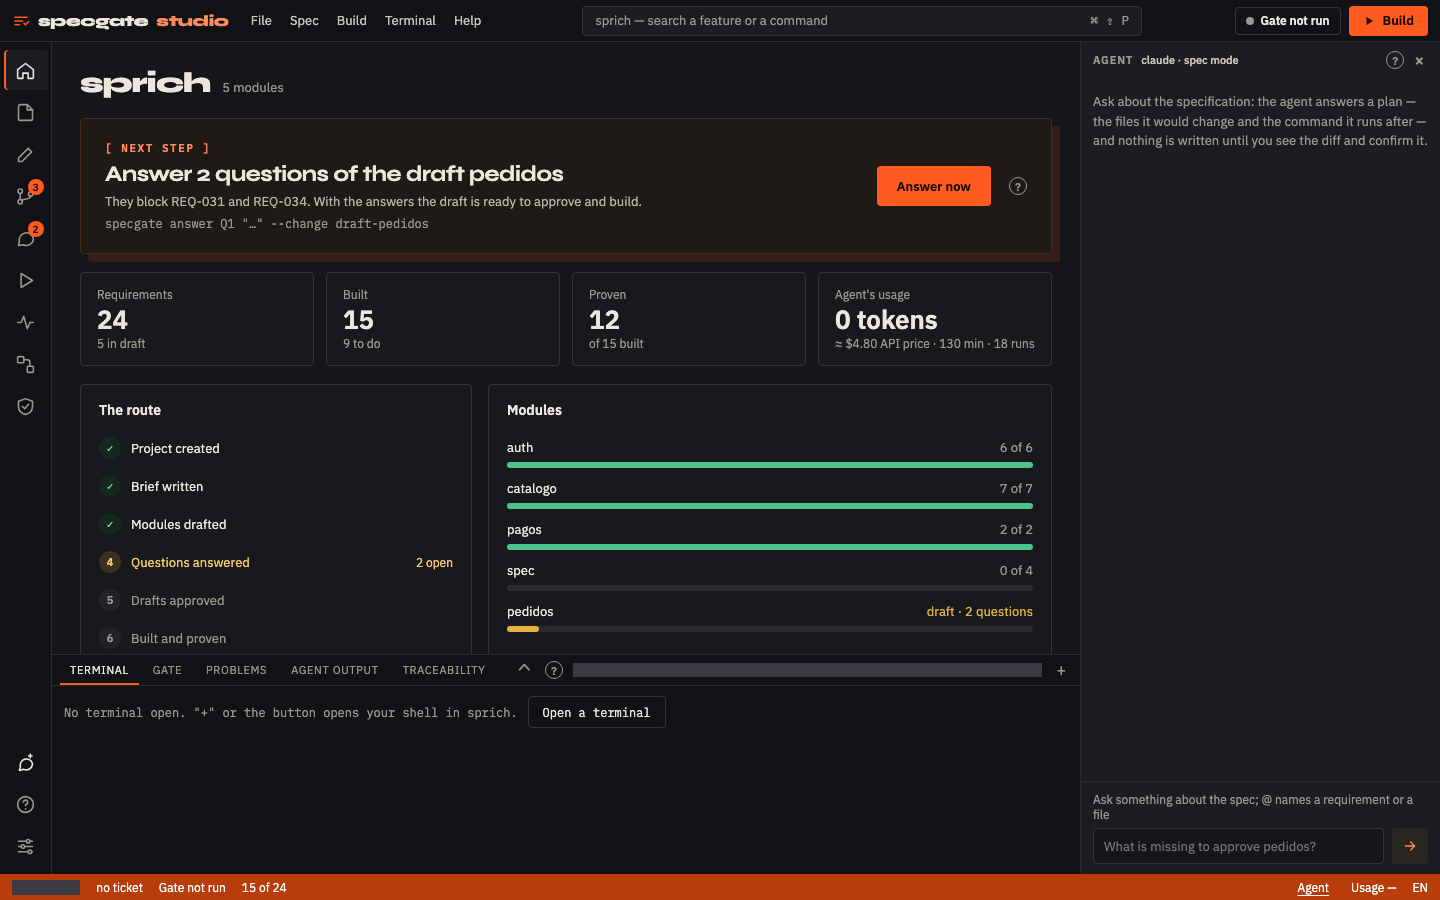 specgate studio File Spec Build Terminal Help
sprich — search a feature or a command ⌘ ⇧ P
Gate not run
Build
3
2
sprich 5 modules
[ NEXT STEP ]
Answer 2 questions of the draft pedidos
They block REQ-031 and REQ-034. With the answers the draft is ready to approve and build.
specgate answer Q1 "…" --change draft-pedidos
Answer now
?
Requirements
24
5 in draft
Built
15
9 to do
Proven
12
of 15 built
Agent's usage
0 tokens
≈ $4.80 API price · 130 min · 18 runs
The route
✓ Project created
✓ Brief written
✓ Modules drafted
4 Questions answered 2 open
5 Drafts approved
6 Built and proven
Modules
auth 6 of 6
catalogo 7 of 7
pagos 2 of 2
spec 0 of 4
pedidos draft · 2 questions
TERMINAL GATE PROBLEMS AGENT OUTPUT TRACEABILITY ? +
No terminal open. "+" or the button opens your shell in sprich. Open a terminal
AGENT claude · spec mode ? ×
Ask about the specification: the agent answers a plan —
the files it would change and the command it runs after —
and nothing is written until you see the diff and confirm it.
Ask something about the spec; @ names a requirement or a
file
What is missing to approve pedidos?
no ticket Gate not run 15 of 24 Agent Usage — EN